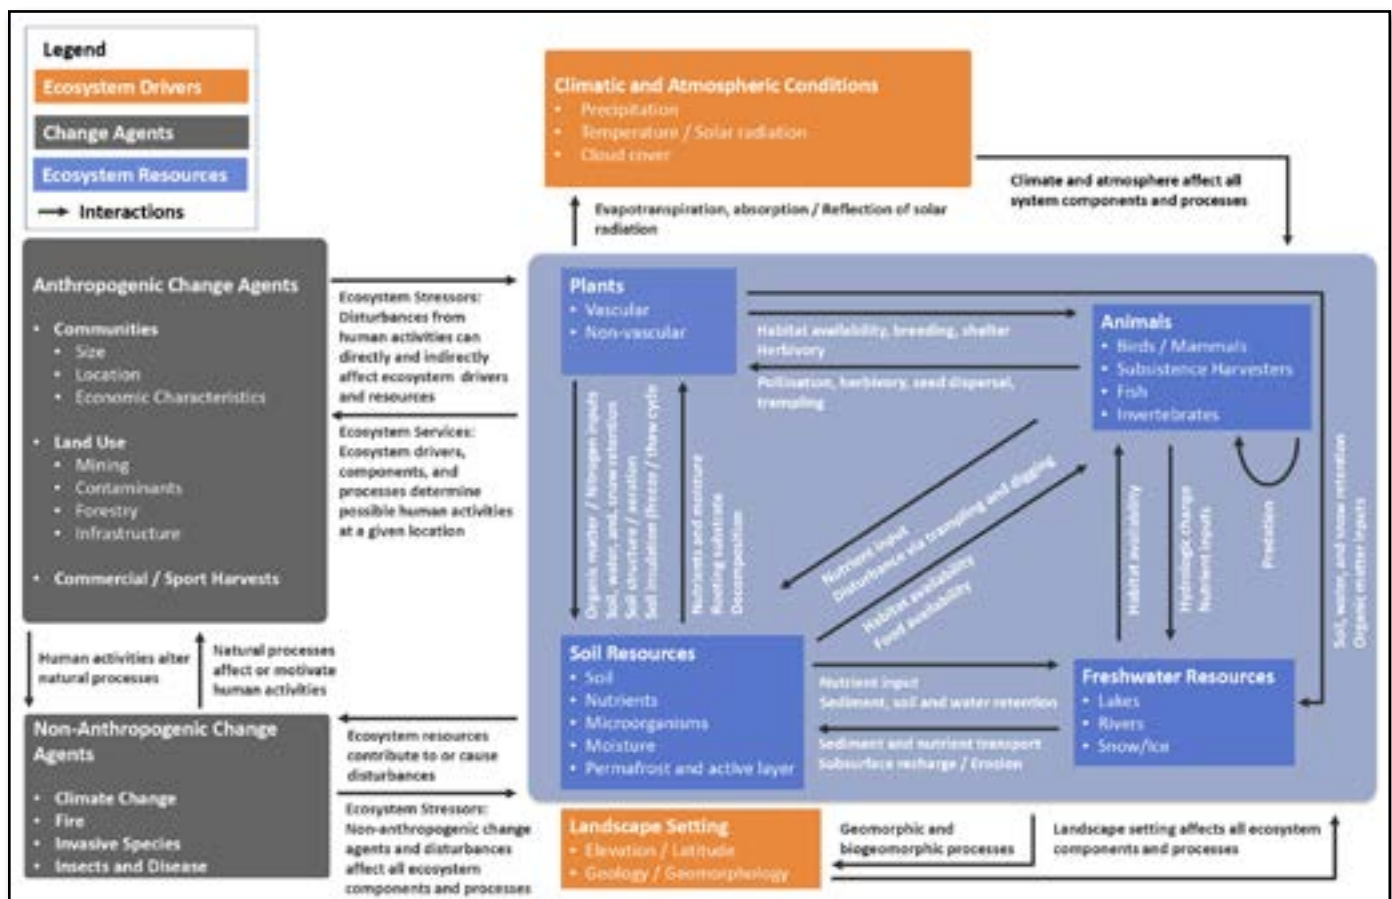 Legend
Ecosystem Drivers
Change Agents
Ecosystem Resources
Interactions
Climatic and Atmospheric Conditions
• Precipitation
• Temperature / Solar radiation
• Cloud cover
Climate and atmosphere affect all
system components and processes
Evapotranspiration, absorption / Reflection of solar
radiation
Anthropogenic Change Agents
• Communities
• Size
• Location
• Economic Characteristics
• Land Use
• Mining
• Contaminants
• Forestry
• Infrastructure
• Commercial / Sport Harvests
Ecosystem Stressors:
Disturbances from
human activities can
directly and indirectly
affect ecosystem drivers
and resources
Ecosystem Services:
Ecosystem drivers,
components, and
processes determine
possible human activities
at a given location
Plants
• Vascular
• Non-vascular
Habitat availability, breeding, shelter
Herbivory
Pollination, herbivory, seed dispersal,
trampling
Animals
• Birds / Mammals
• Subsistence Harvesters
• Fish
• Invertebrates
Organic matter / Nitrogen inputs
Soil, water, and, snow retention
Soil structure / aeration
Soil insulation (freeze / thaw cycle
Nutrients and moisture
Rooting substrate
Decomposition
Nutrient input
Disturbance via trampling and digging
Habitat availability
Food availability
Habitat availability
Hydrologic charge
Nutrient inputs
Predation
Soil, water, and snow retention
Organic matter inputs
Soil Resources
• Soil
• Nutrients
• Microorganisms
• Moisture
• Permafrost and active layer
Nutrient input
Sediment, soil and water retention
Sediment and nutrient transport
Subsurface recharge / Erosion
Freshwater Resources
• Lakes
• Rivers
• Snow/Ice
Human activities alter
natural processes
Natural processes
affect or motivate
human activities
Non-Anthropogenic Change
Agents
• Climate Change
• Fire
• Invasive Species
• Insects and Disease
Ecosystem resources
contribute to or cause
disturbances
Ecosystem Stressors:
Non-anthropogenic change
agents and disturbances
affect all ecosystem
components and processes
Landscape Setting
• Elevation / Latitude
• Geology / Geomorphology
Geomorphic and
biogeomorphic processes
Landscape setting affects all ecosystem
components and processes